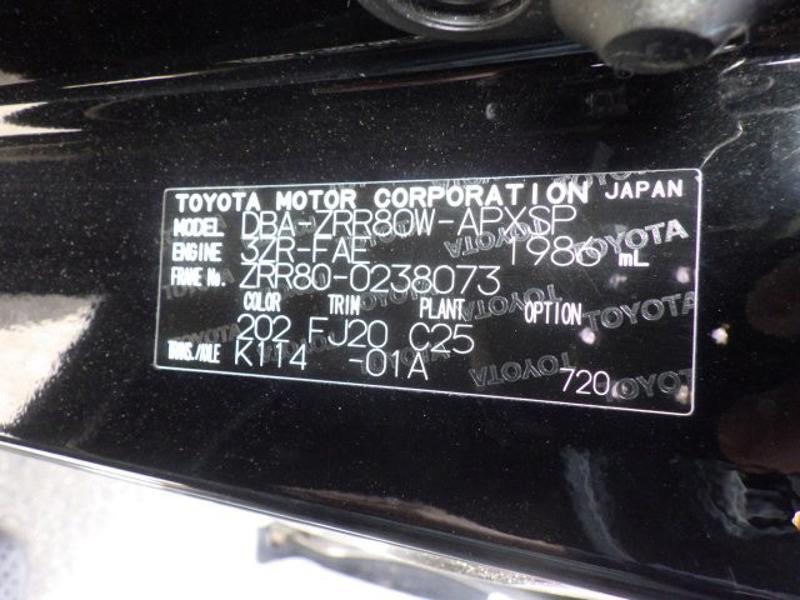 TOYOTA MOTOR CORPORATION JAPAN
MODEL DBA-ZRR80W-APXSP
ENGINE 3ZR-FAE 1986 mL
FRAME No. ZRR80-0238073
COLOR TRIM PLANT OPTION
202 FJ20 C25
TRANS./AXLE K114 -01A
720